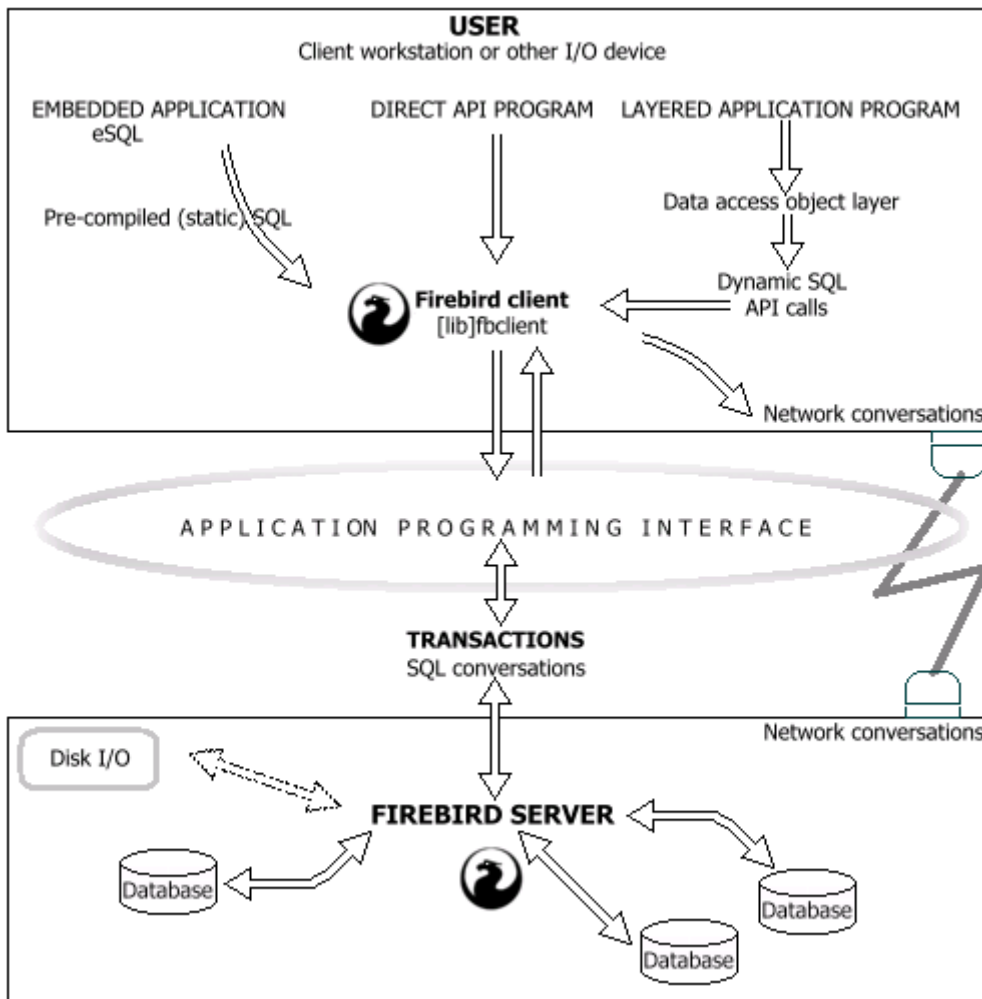 USER
Client workstation or other I/O device
EMBEDDED APPLICATION
eSQL
DIRECT API PROGRAM
LAYERED APPLICATION PROGRAM
Pre-compiled (static) SQL
Data access object layer
Dynamic SQL
API calls
Firebird client
[lib]fbclient
Network conversations
APPLICATION PROGRAMMING INTERFACE
TRANSACTIONS
SQL conversations
Network conversations
Disk I/O
FIREBIRD SERVER
Database
Database
Database